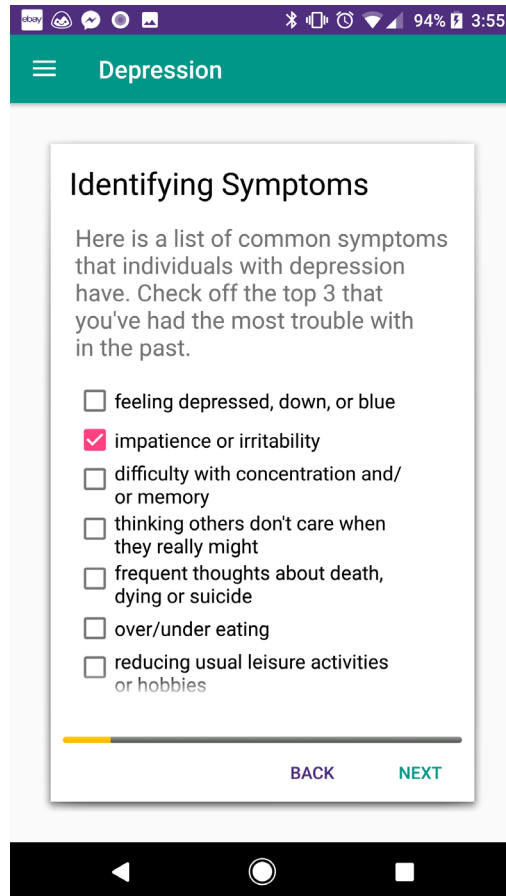 ebay 94% 3:55
Depression
Identifying Symptoms
Here is a list of common symptoms
that individuals with depression
have. Check off the top 3 that
you've had the most trouble with
in the past.
feeling depressed, down, or blue
impatience or irritability
difficulty with concentration and/
or memory
thinking others don't care when
they really might
frequent thoughts about death,
dying or suicide
over/under eating
reducing usual leisure activities
or hobbies
BACK NEXT